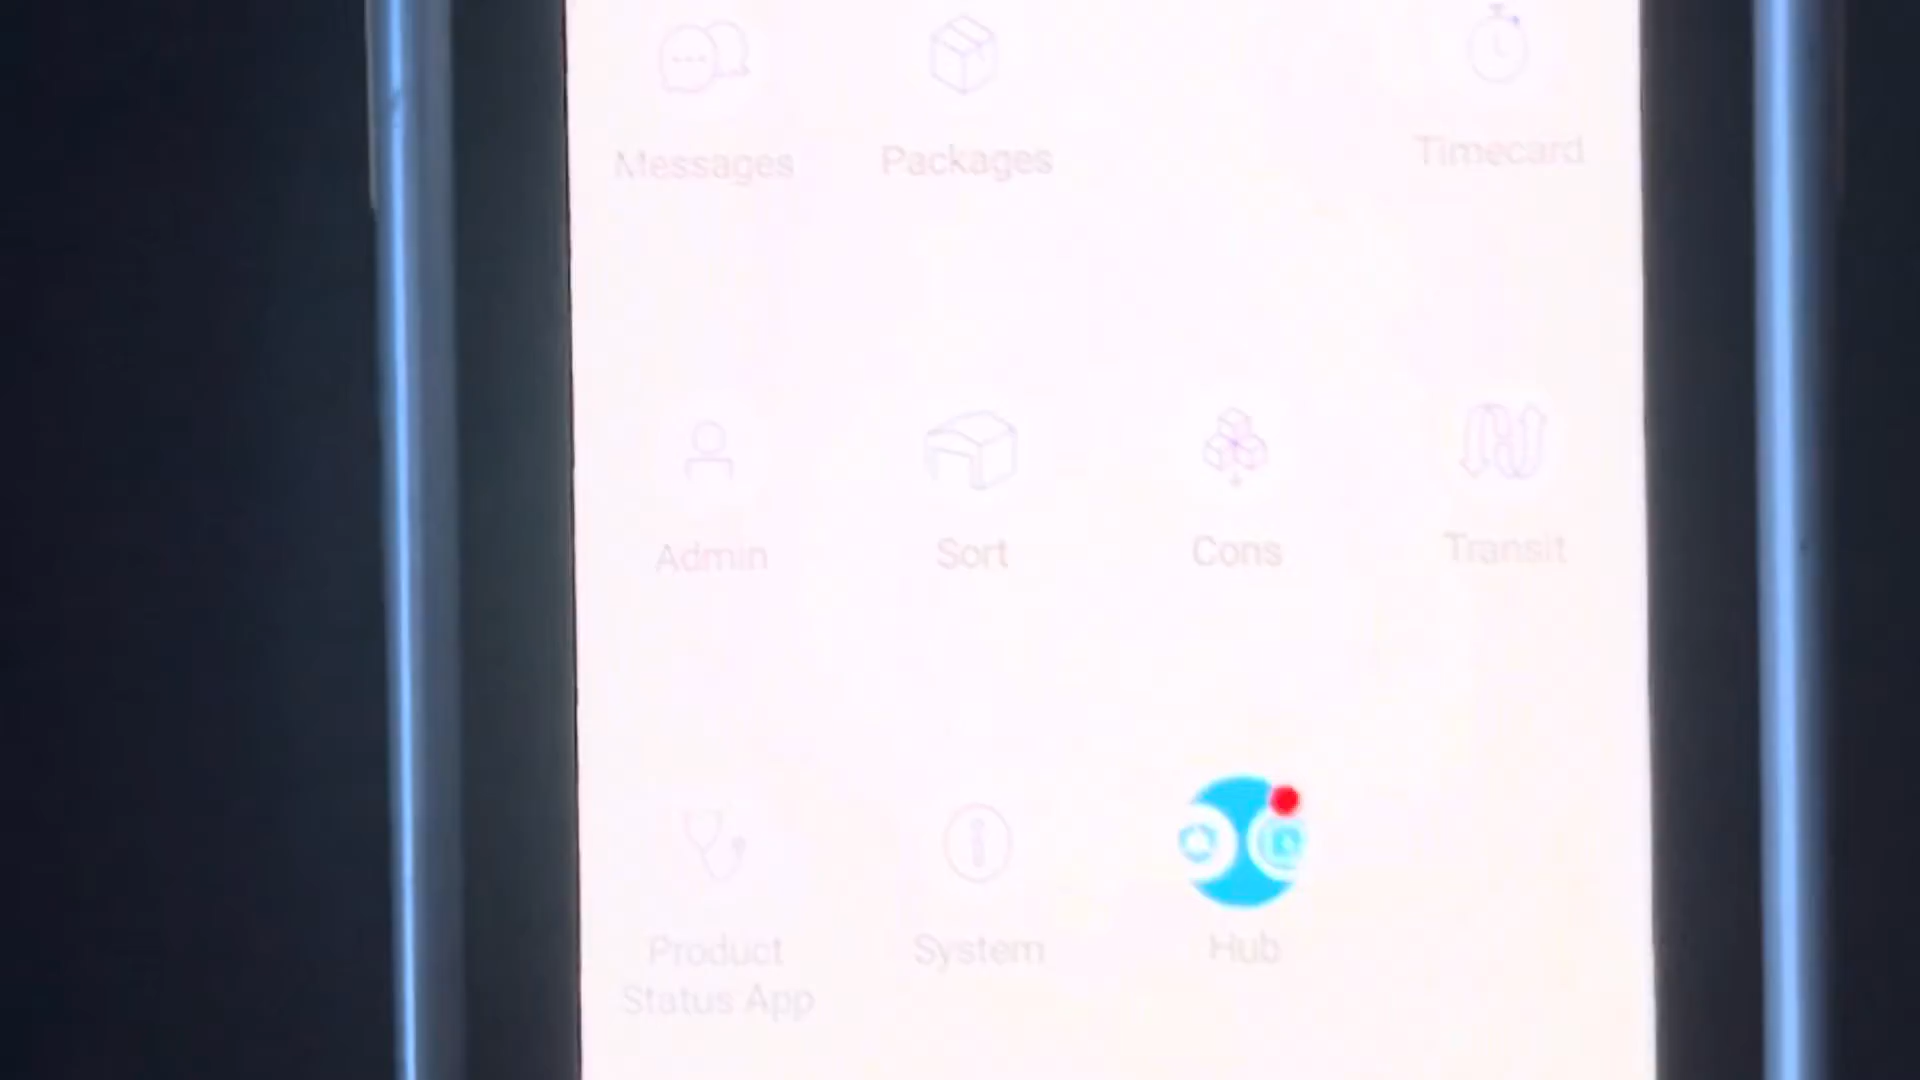 Messages
Packages
Timecard
Admin
Sort
Cons
Transit
Product
Status App
System
Hub